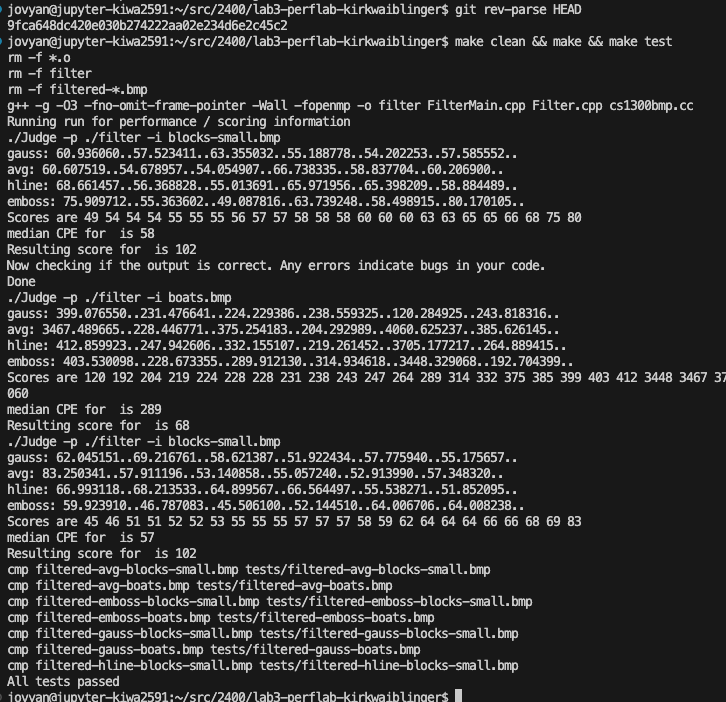 jovyan@jupyter-kiwa2591:~/src/2400/lab3-perflab-kirkwaiblinger$ git rev-parse HEAD
9fca648dc420e030b274222aa02e234d6e2c45c2
jovyan@jupyter-kiwa2591:~/src/2400/lab3-perflab-kirkwaiblinger$ make clean && make && make test
rm -f *.o
rm -f filter
rm -f filtered-*.bmp
g++ -g -O3 -fno-omit-frame-pointer -Wall -fopenmp -o filter FilterMain.cpp Filter.cpp cs1300bmp.cc
Running run for performance / scoring information
./Judge -p ./filter -i blocks-small.bmp
gauss: 60.936060..57.523411..63.355032..55.188778..54.202253..57.585552..
avg: 60.607519..54.678957..54.054907..66.738335..58.837704..60.206900..
hline: 68.661457..56.368828..55.013691..65.971956..65.398209..58.884489..
emboss: 75.909712..55.363602..49.087816..63.739248..58.498915..80.170105..
Scores are 49 54 54 54 55 55 55 56 57 57 58 58 58 60 60 60 63 63 65 65 66 68 75 80
median CPE for  is 58
Resulting score for  is 102
Now checking if the output is correct. Any errors indicate bugs in your code.
Done
./Judge -p ./filter -i boats.bmp
gauss: 399.076550..231.476641..224.229386..238.559325..120.284925..243.818316..
avg: 3467.489665..228.446771..375.254183..204.292989..4060.625237..385.626145..
hline: 412.859923..247.942606..332.155107..219.261452..3705.177217..264.889415..
emboss: 403.530098..228.673355..289.912130..314.934618..3448.329068..192.704399..
Scores are 120 192 204 219 224 228 228 231 238 243 247 264 289 314 332 375 385 399 403 412 3448 3467 37
060
median CPE for  is 289
Resulting score for  is 68
./Judge -p ./filter -i blocks-small.bmp
gauss: 62.045151..69.216761..58.621387..51.922434..57.775940..55.175657..
avg: 83.250341..57.911196..53.140858..55.057240..52.913990..57.348320..
hline: 66.993118..68.213533..64.899567..66.564497..55.538271..51.852095..
emboss: 59.923910..46.787083..45.506100..52.144510..64.006706..64.008238..
Scores are 45 46 51 51 52 52 53 55 55 55 57 57 57 58 59 62 64 64 64 66 66 68 69 83
median CPE for  is 57
Resulting score for  is 102
cmp filtered-avg-blocks-small.bmp tests/filtered-avg-blocks-small.bmp
cmp filtered-avg-boats.bmp tests/filtered-avg-boats.bmp
cmp filtered-emboss-blocks-small.bmp tests/filtered-emboss-blocks-small.bmp
cmp filtered-emboss-boats.bmp tests/filtered-emboss-boats.bmp
cmp filtered-gauss-blocks-small.bmp tests/filtered-gauss-blocks-small.bmp
cmp filtered-gauss-boats.bmp tests/filtered-gauss-boats.bmp
cmp filtered-hline-blocks-small.bmp tests/filtered-hline-blocks-small.bmp
All tests passed
jovyan@jupyter-kiwa2591:~/src/2400/lab3-perflab-kirkwaiblinger$